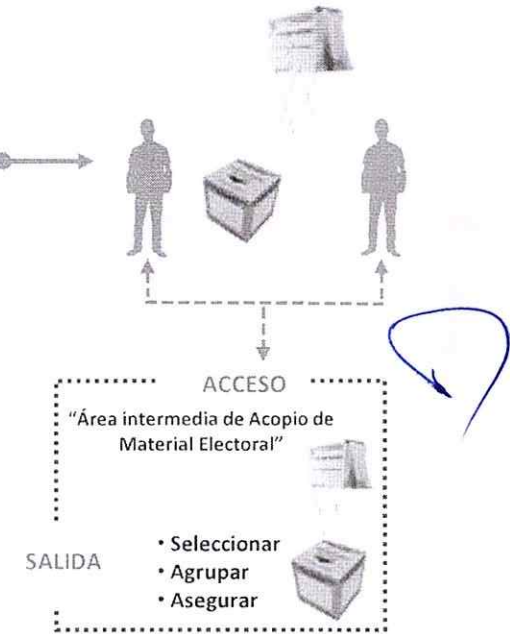 ACCESO
"Área intermedia de Acopio de
Material Electoral"
SALIDA
• Seleccionar
• Agrupar
• Asegurar